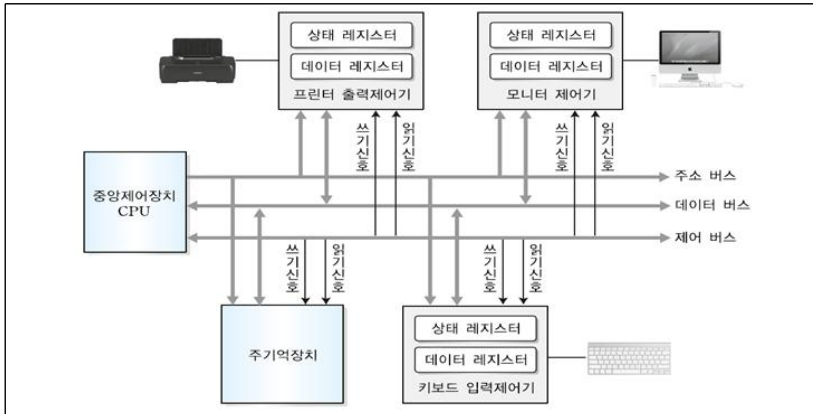 상태 레지스터
데이터 레지스터
프린터 출력제어기
상태 레지스터
데이터 레지스터
모니터 제어기
쓰기신호
읽기신호
쓰기신호
읽기신호
중앙제어장치
CPU
주소 버스
데이터 버스
제어 버스
쓰기신호
읽기신호
쓰기신호
읽기신호
주기억장치
상태 레지스터
데이터 레지스터
키보드 입력제어기